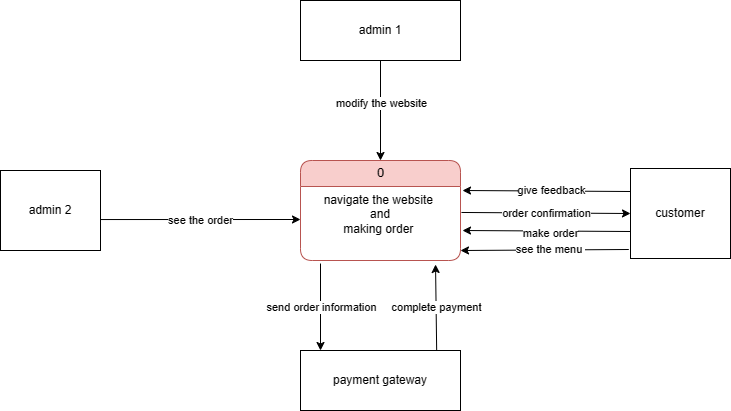 admin 1
modify the website
0
navigate the website
and
making order
admin 2
see the order
give feedback
order confirmation
make order
see the menu
customer
send order information
complete payment
payment gateway